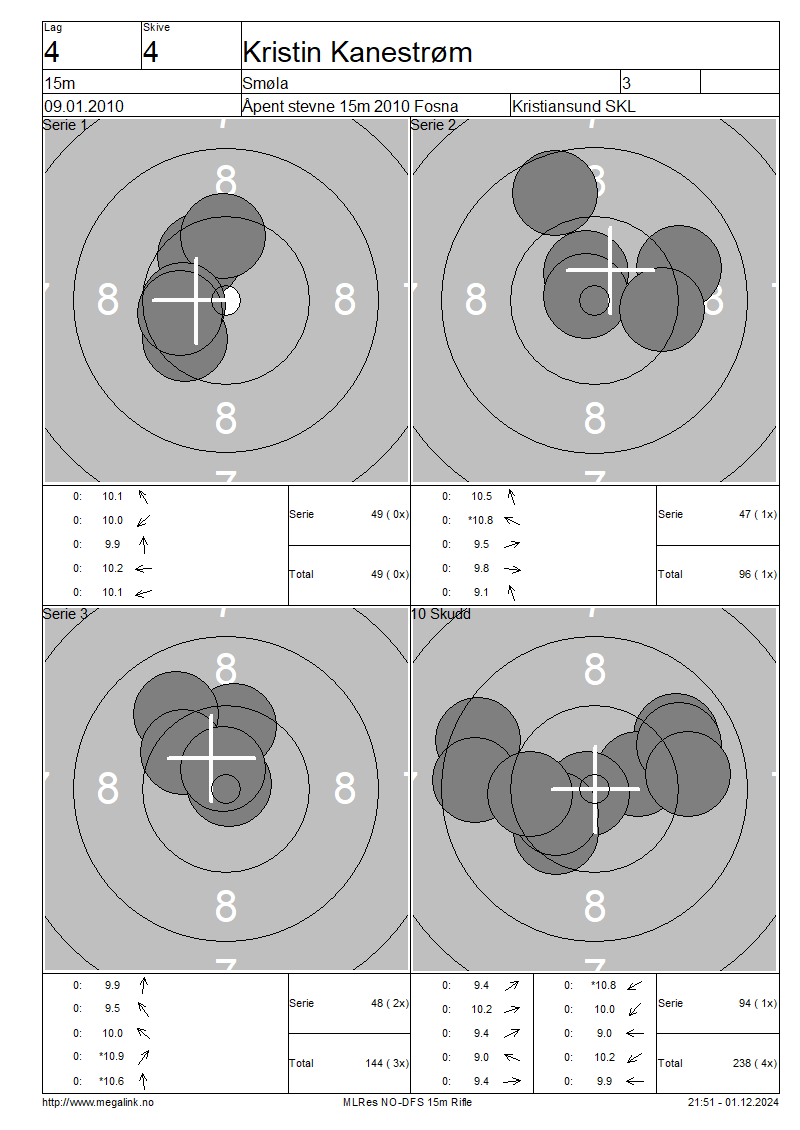 Lag Skive
4 4 Kristin Kanestrøm
15m Smøla 3
09.01.2010 Åpent stevne 15m 2010 Fosna Kristiansund SKL
Serie 1 Serie 2
7 7
8 8
8 8 8 8
8 8
7 7
0: 10.1 0: 10.5
0: 10.0 Serie 49 ( 0x) 0: *10.8 Serie 47 ( 1x)
0: 9.9 0: 9.5
0: 10.2 Total 49 ( 0x) 0: 9.8 Total 96 ( 1x)
0: 10.1 0: 9.1
Serie 3 10 Skudd
8 8
8 8
8 8
7 7
0: 9.9 0: 9.4 0: *10.8
0: 9.5 Serie 48 ( 2x) 0: 10.2 0: 10.0 Serie 94 ( 1x)
0: 10.0 0: 9.4 0: 9.0
0: *10.9 Total 144 ( 3x) 0: 9.0 0: 10.2 Total 238 ( 4x)
0: *10.6 0: 9.4 0: 9.9
http://www.megalink.no MLRes NO-DFS 15m Rifle 21:51 - 01.12.2024